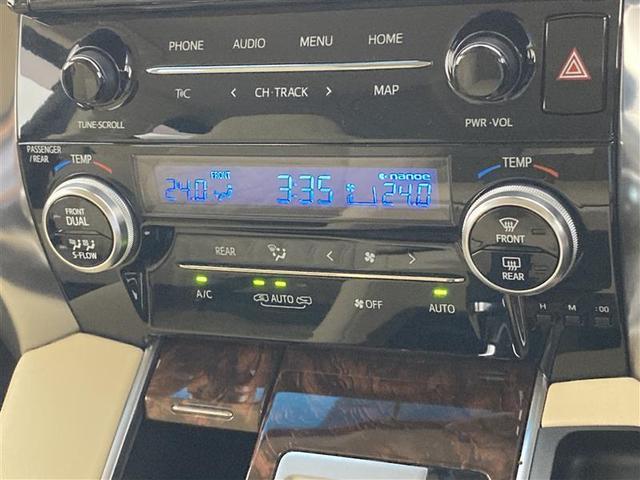 PHONE AUDIO MENU HOME
T&C < CH·TRACK > MAP
TUNE·SCROLL PWR·VOL
PASSENGER / REAR
TEMP TEMP
FRONT DUAL
S-FLOW
24.0 FRONT 3:35 nanoe 24.0
FRONT
REAR
REAR < >
A/C AUTO OFF AUTO
H M :00